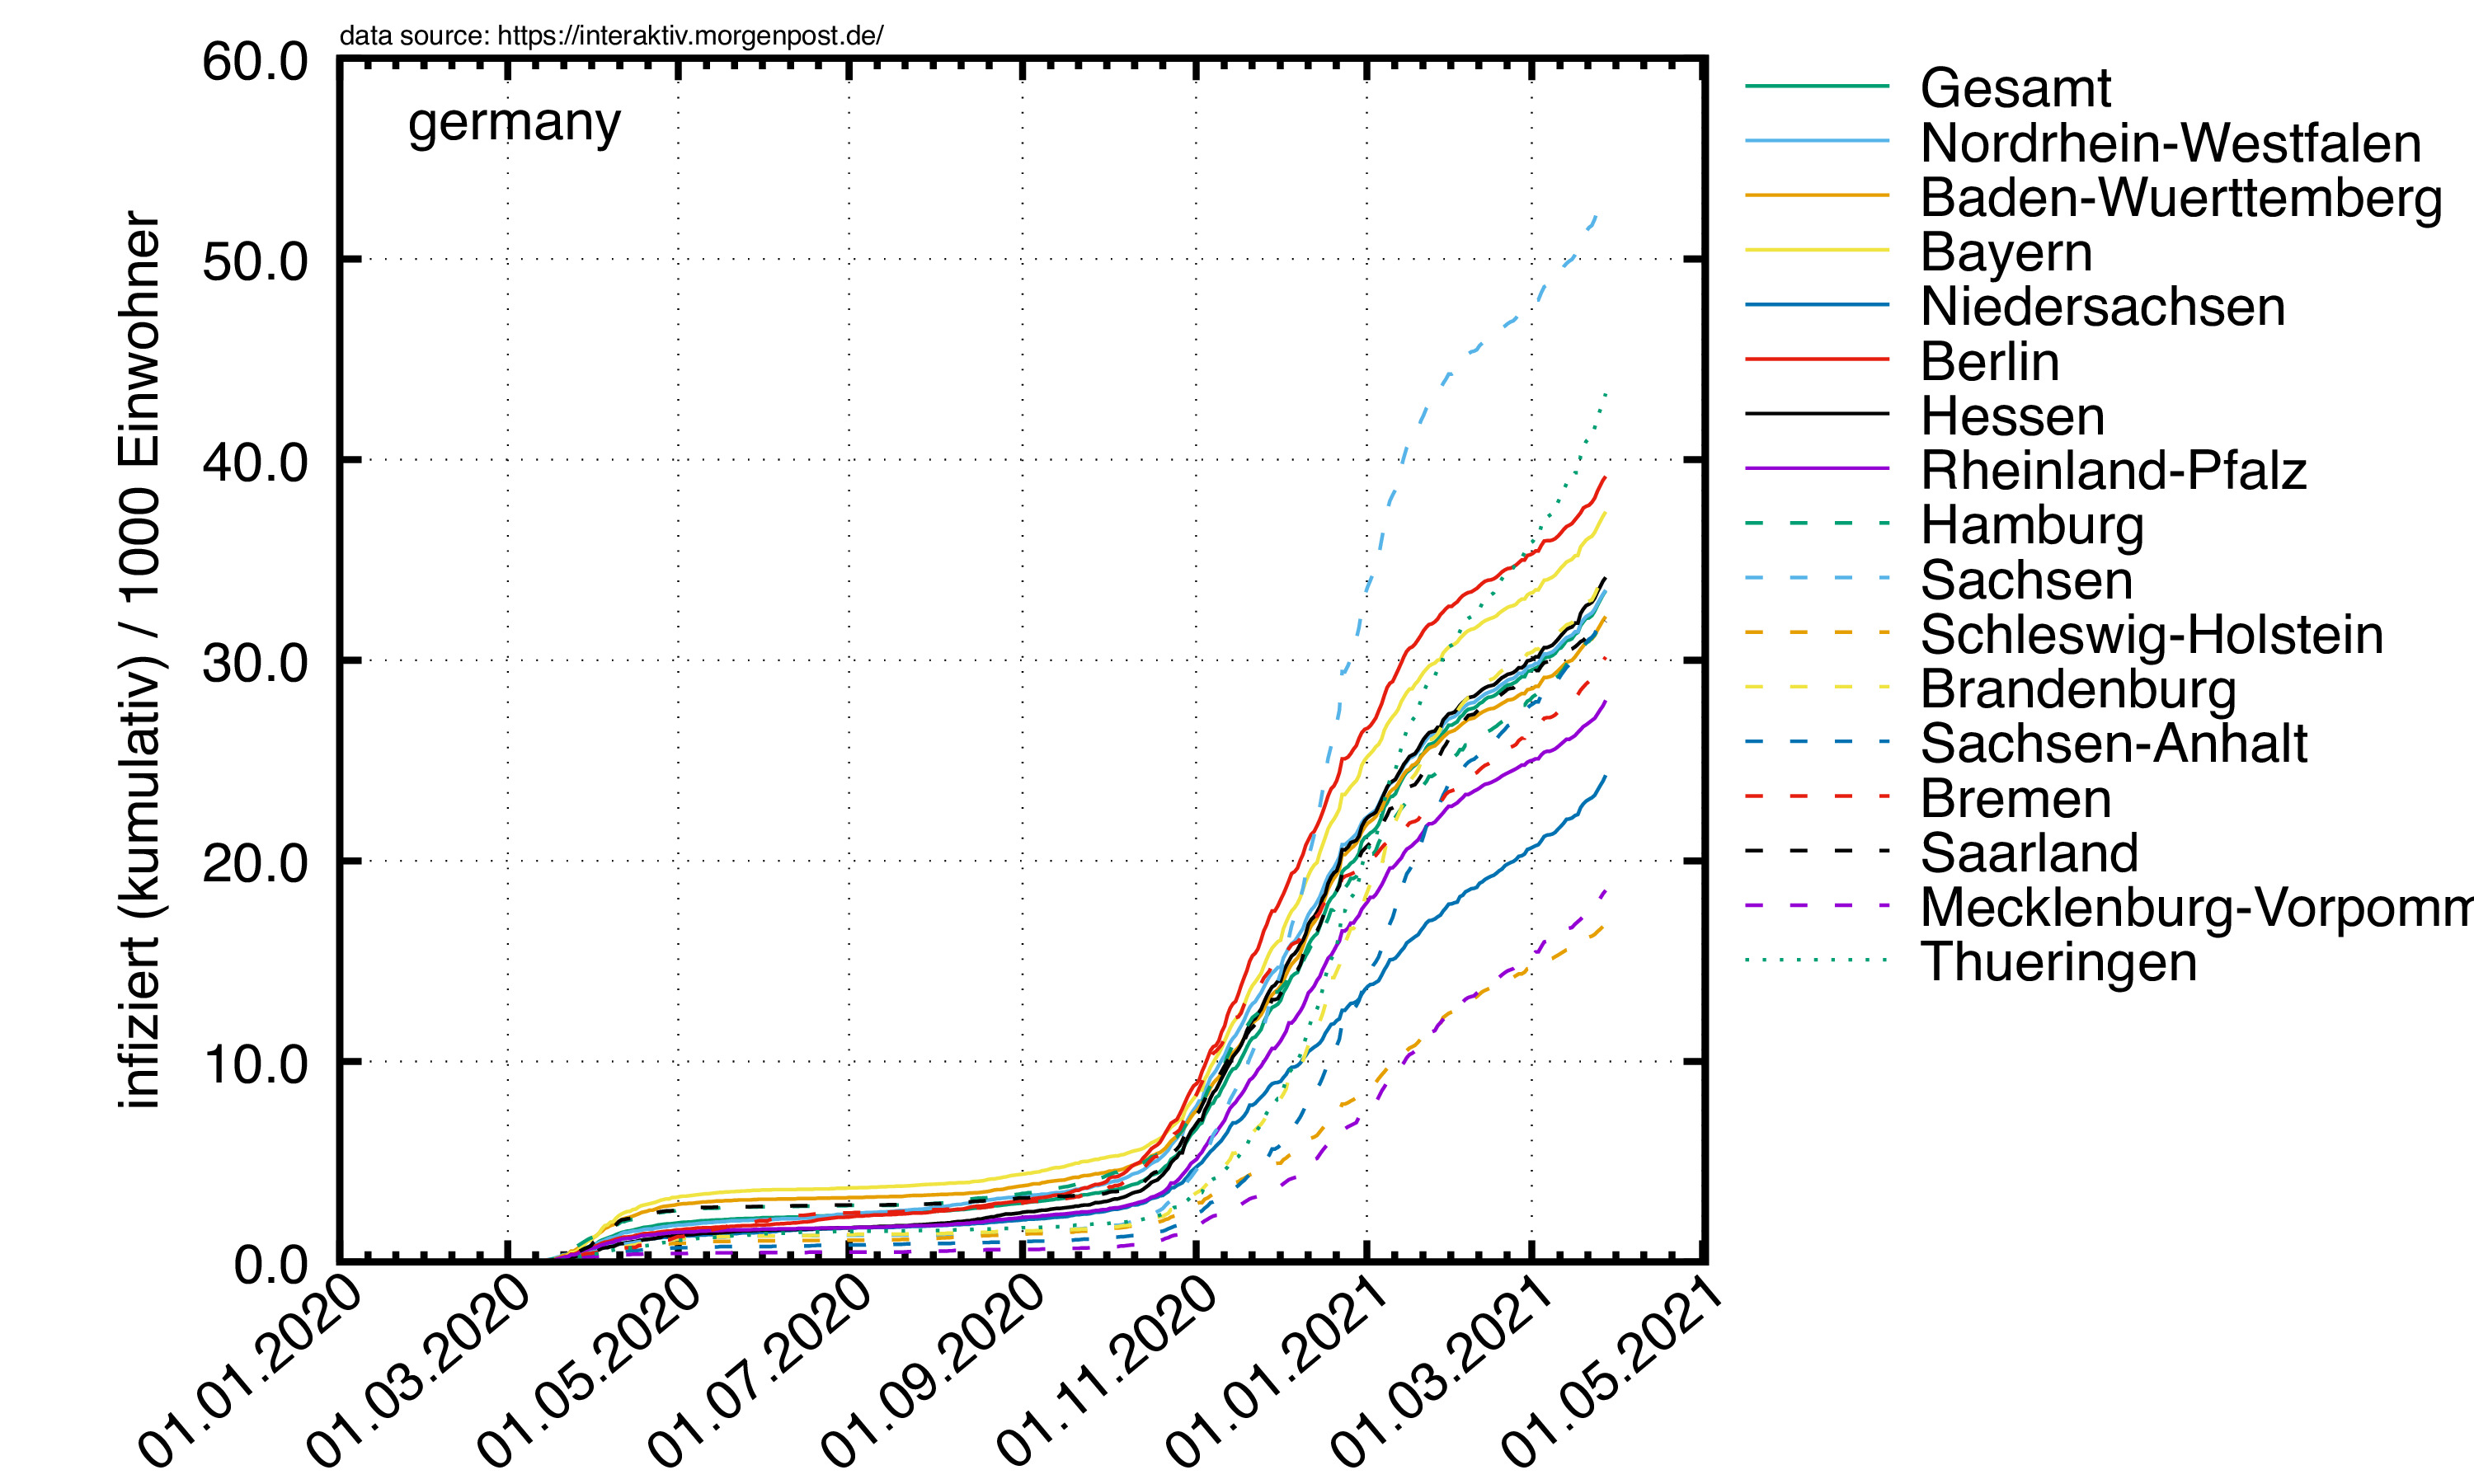 data source: https://interaktiv.morgenpost.de/
germany
infiziert (kumulativ) / 1000 Einwohner
60.0
50.0
40.0
30.0
20.0
10.0
0.0
01.01.2020
01.03.2020
01.05.2020
01.07.2020
01.09.2020
01.11.2020
01.01.2021
01.03.2021
01.05.2021
Gesamt
Nordrhein-Westfalen
Baden-Wuerttemberg
Bayern
Niedersachsen
Berlin
Hessen
Rheinland-Pfalz
Hamburg
Sachsen
Schleswig-Holstein
Brandenburg
Sachsen-Anhalt
Bremen
Saarland
Mecklenburg-Vorpomm
Thueringen